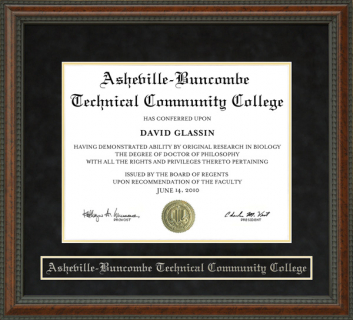 Asheville-Buncombe
Technical Community College
HAS CONFERRED UPON
DAVID GLASSIN
HAVING DEMONSTRATED ABILITY BY ORIGINAL RESEARCH IN BIOLOGY
THE DEGREE OF DOCTOR OF PHILOSOPHY
WITH ALL THE RIGHTS AND PRIVILEGES THERETO PERTAINING
ISSUED BY THE BOARD OF REGENTS
UPON RECOMMENDATION OF THE FACULTY
JUNE 14, 2010
PROVOST
PRESIDENT
Asheville-Buncombe Technical Community College